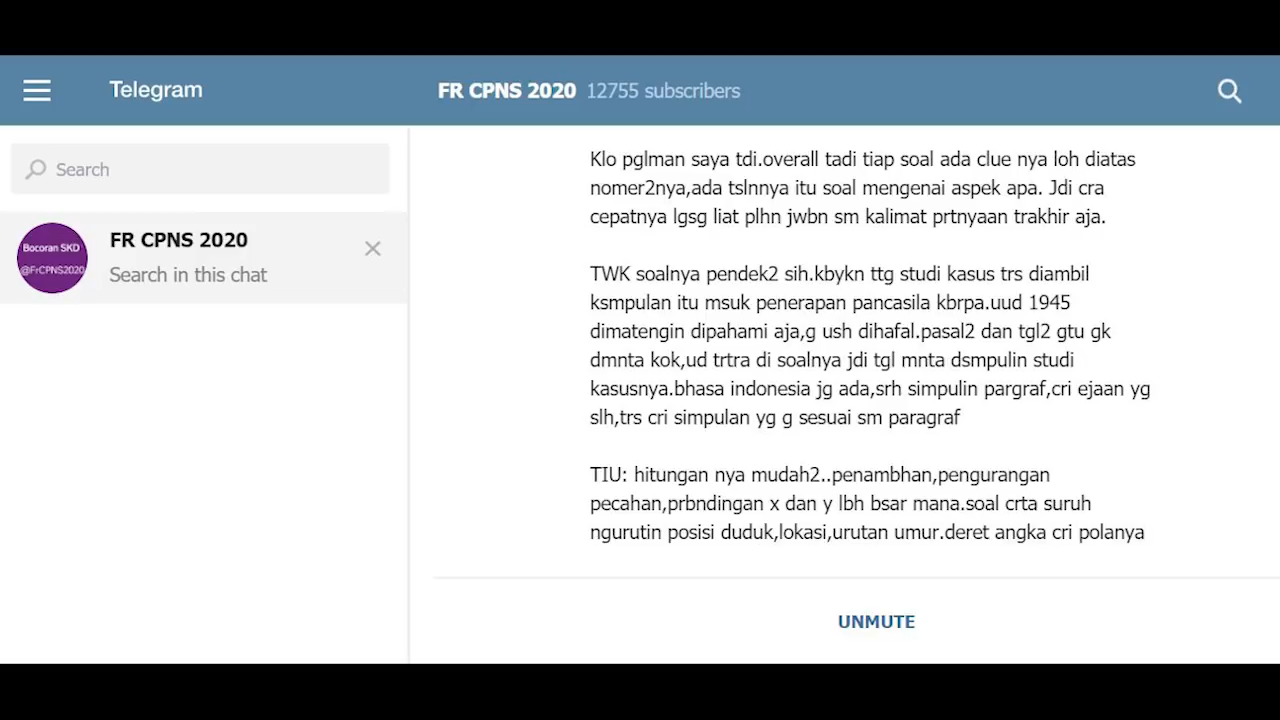 Telegram
FR CPNS 2020 12755 subscribers
Search
Bocoran SKD
@FrCPNS2020
FR CPNS 2020
Search in this chat
Klo pglman saya tdi.overall tadi tiap soal ada clue nya loh diatas
nomer2nya,ada tslnnya itu soal mengenai aspek apa. Jdi cra
cepatnya lgsg liat plhn jwbn sm kalimat prtnyaan trakhir aja.
TWK soalnya pendek2 sih.kbykn ttg studi kasus trs diambil
ksmpulan itu msuk penerapan pancasila kbrpa.uud 1945
dimatengin dipahami aja,g ush dihafal.pasal2 dan tgl2 gtu gk
dmnta kok,ud trtra di soalnya jdi tgl mnta dsmpulin studi
kasusnya.bhasa indonesia jg ada,srh simpulin pargraf,cri ejaan yg
slh,trs cri simpulan yg g sesuai sm paragraf
TIU: hitungan nya mudah2..penambhan,pengurangan
pecahan,prbndingan x dan y lbh bsar mana.soal crta suruh
ngurutin posisi duduk,lokasi,urutan umur.deret angka cri polanya
UNMUTE